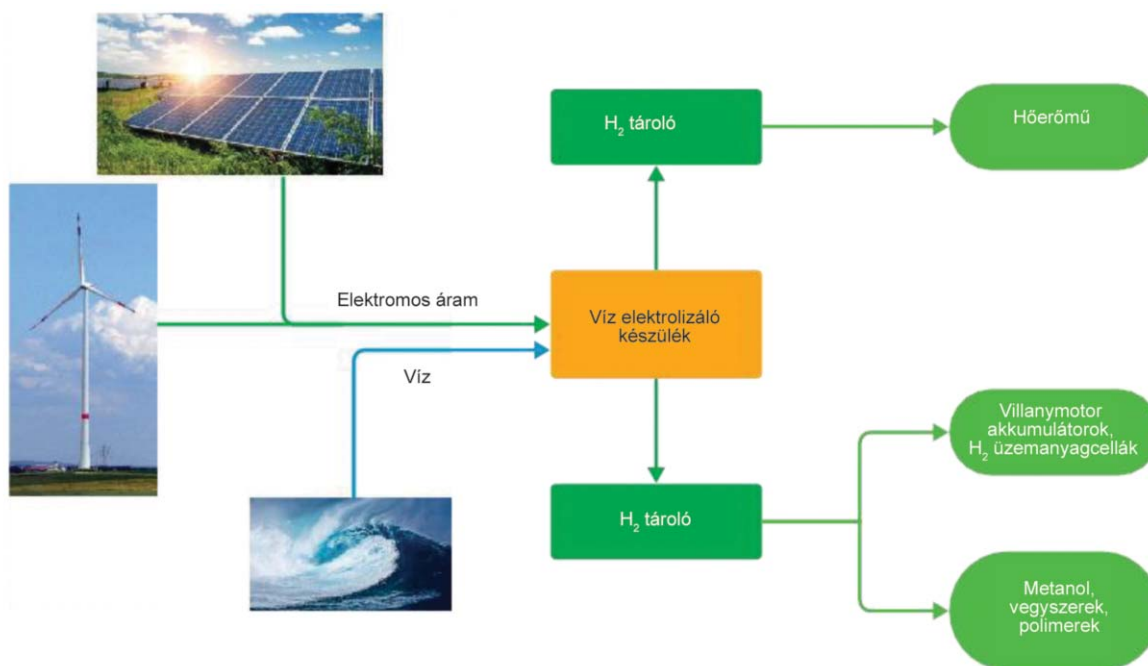 H₂ tároló
Hőerőmű
Elektromos áram
Víz elektrolizáló
készülék
Víz
Villanymotor
akkumulátorok,
H₂ üzemanyagcellák
H₂ tároló
Metanol,
vegyszerek,
polimerek